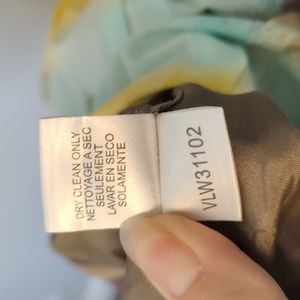 DRY CLEAN ONLY
NETTOYAGE A SEC
SEULEMENT
LAVAR EN SECO
SOLAMENTE
VLW31102